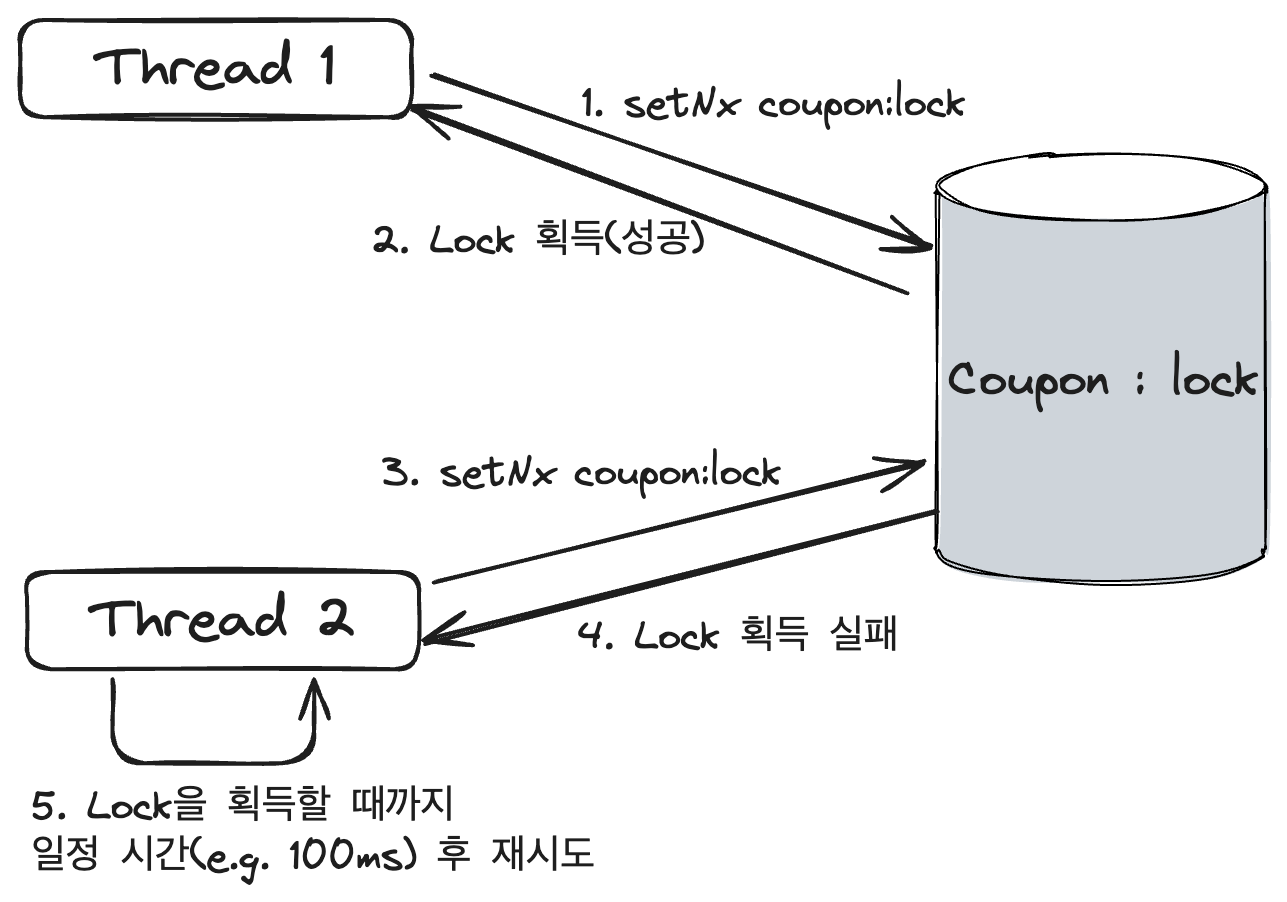 Thread 1
1. setNx coupon:lock
2. Lock 획득(성공)
Coupon : lock
3. setNx coupon:lock
Thread 2
4. Lock 획득 실패
5. Lock을 획득할 때까지
일정 시간(e.g. 100ms) 후 재시도